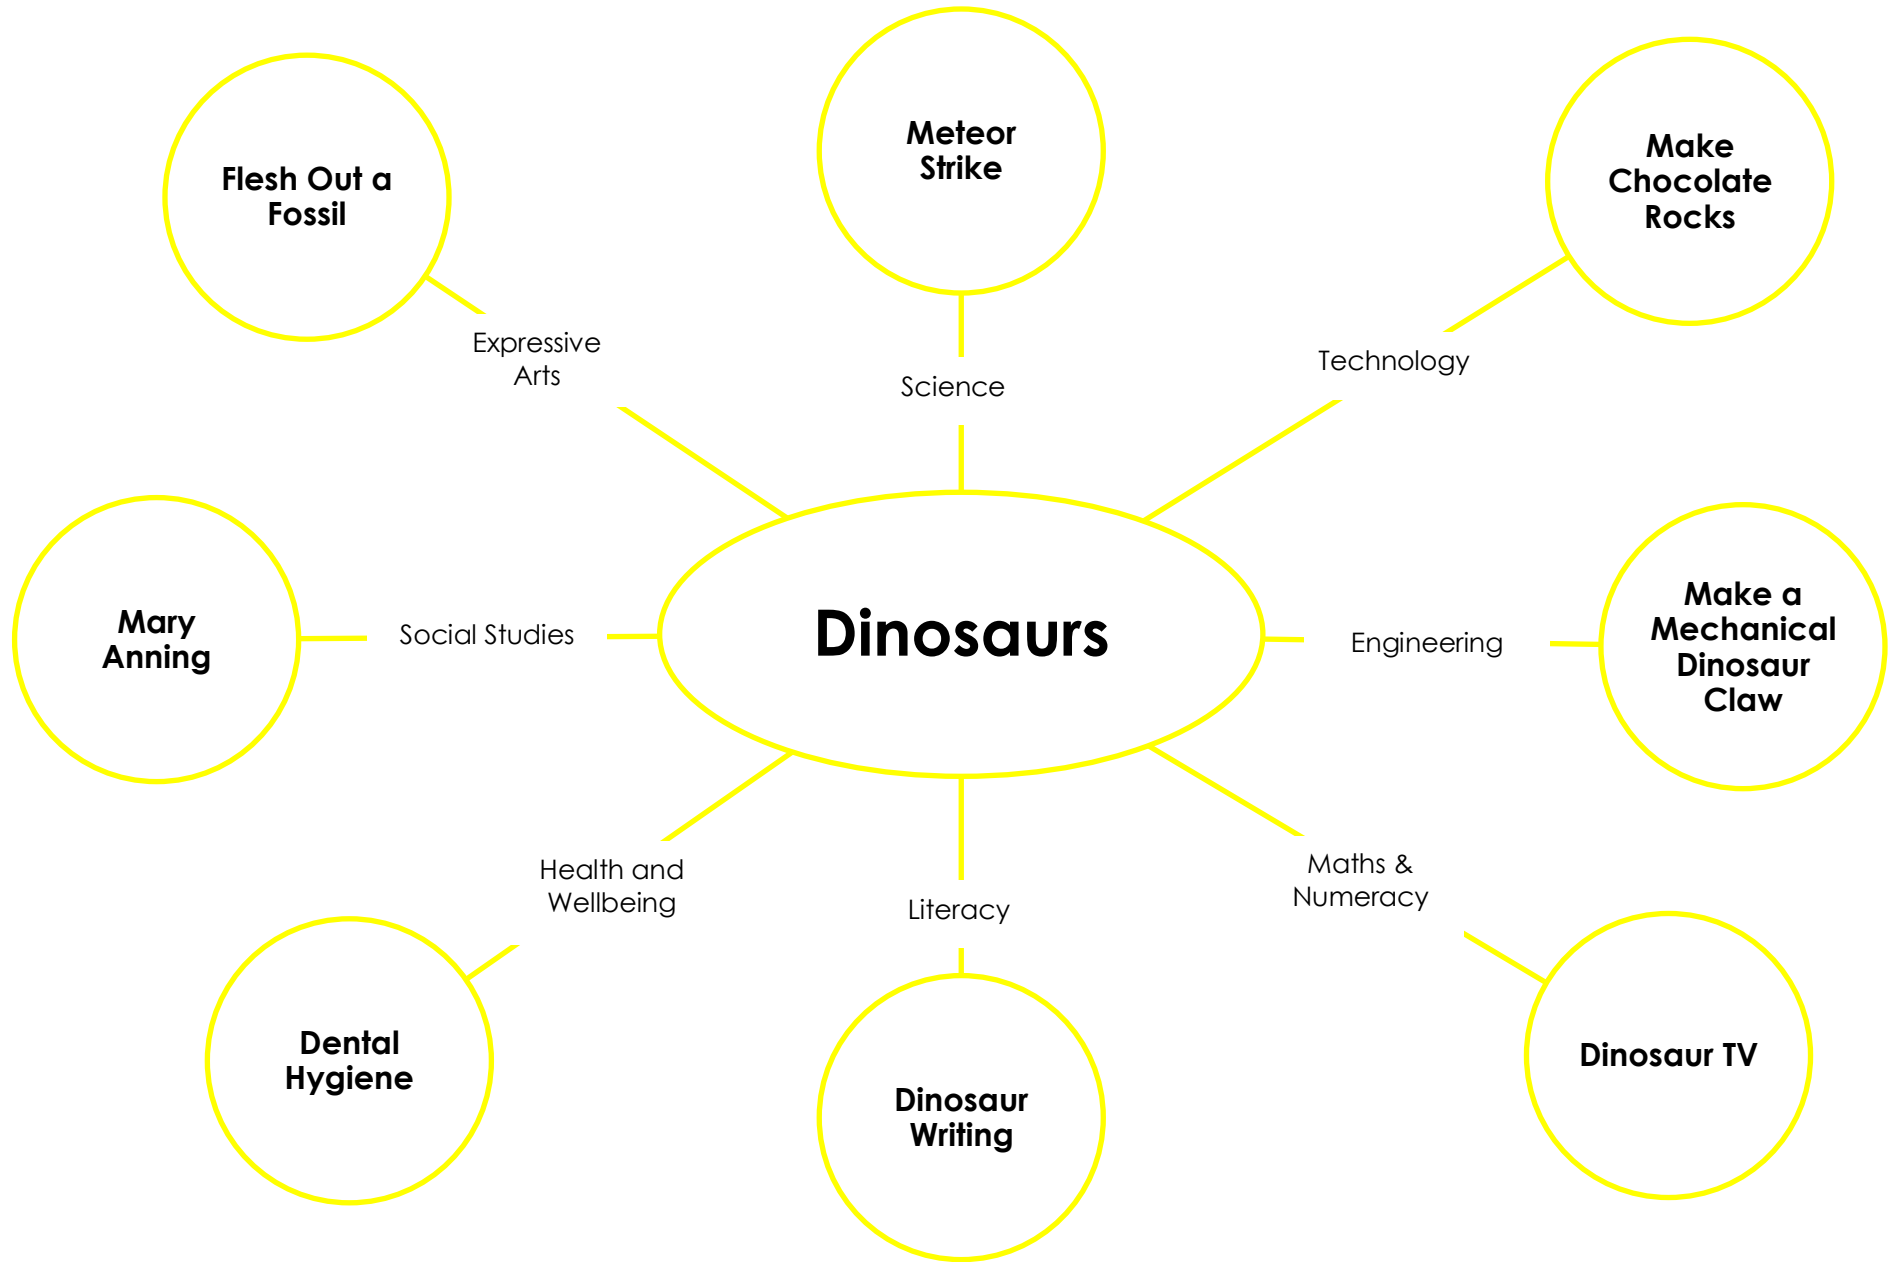 Meteor
Strike
Make
Chocolate
Rocks
Flesh Out a
Fossil
Expressive
Arts
Science
Technology
Mary
Anning
Social Studies
Dinosaurs
Engineering
Make a
Mechanical
Dinosaur
Claw
Health and
Wellbeing
Literacy
Maths &
Numeracy
Dental
Hygiene
Dinosaur
Writing
Dinosaur TV